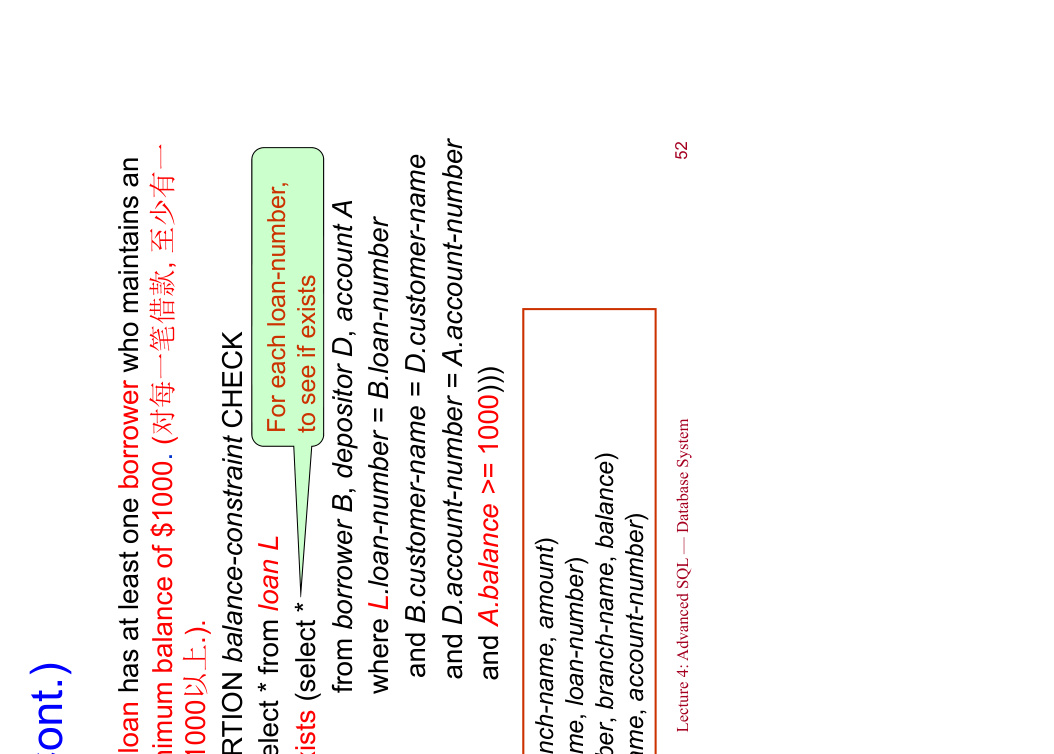 ont.)
loan has at least one borrower who maintains an
nimum balance of $1000. (对每一笔借款, 至少有一
1000以上.).
RTION balance-constraint CHECK
elect * from loan L
xists (select *
For each loan-number,
to see if exists
from borrower B, depositor D, account A
where L.loan-number = B.loan-number
and B.customer-name = D.customer-name
and D.account-number = A.account-number
and A.balance >= 1000)))
nch-name, amount)
me, loan-number)
ber, branch-name, balance)
me, account-number)
Lecture 4: Advanced SQL — Database System
52